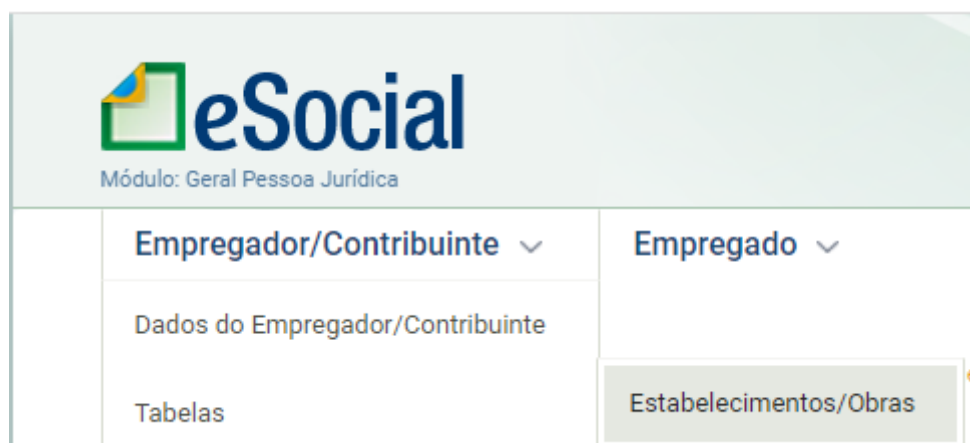 eSocial
Módulo: Geral Pessoa Jurídica
Empregador/Contribuinte
Empregado
Dados do Empregador/Contribuinte
Tabelas
Estabelecimentos/Obras